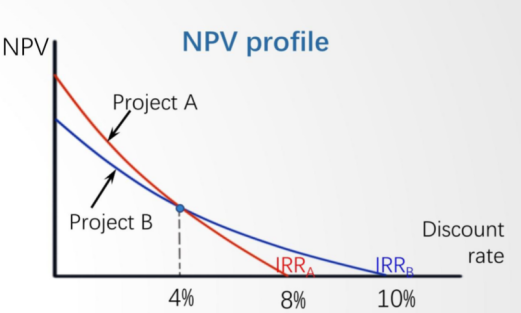 NPV profile
NPV
Project A
Project B
Discount
rate
IRRA
IRRB
4%
8%
10%